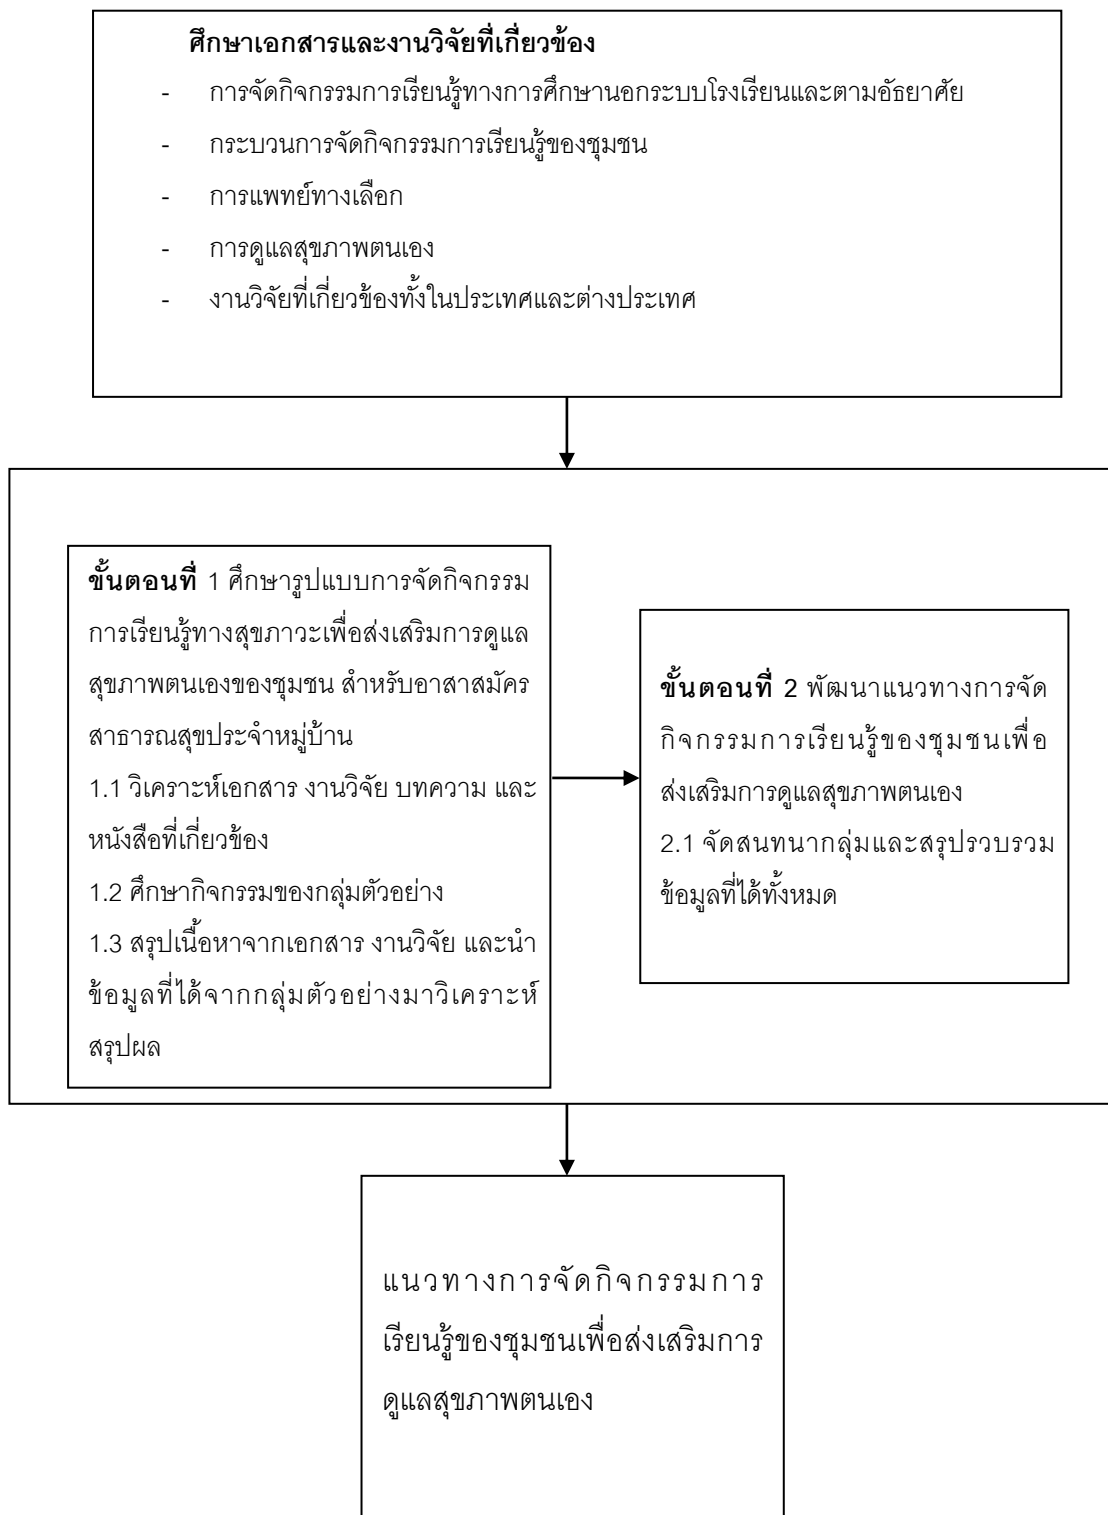 ศึกษาเอกสารและงานวิจัยที่เกี่ยวข้อง
- การจัดกิจกรรมการเรียนรู้ทางการศึกษานอกระบบโรงเรียนและตามอัธยาศัย
- กระบวนการจัดกิจกรรมการเรียนรู้ของชุมชน
- การแพทย์ทางเลือก
- การดูแลสุขภาพตนเอง
- งานวิจัยที่เกี่ยวข้องทั้งในประเทศและต่างประเทศ
ขั้นตอนที่ 1 ศึกษารูปแบบการจัดกิจกรรม
การเรียนรู้ทางสุขภาวะเพื่อส่งเสริมการดูแล
สุขภาพตนเองของชุมชน สำหรับอาสาสมัคร
สาธารณสุขประจำหมู่บ้าน
1.1 วิเคราะห์เอกสาร งานวิจัย บทความ และ
หนังสือที่เกี่ยวข้อง
1.2 ศึกษากิจกรรมของกลุ่มตัวอย่าง
1.3 สรุปเนื้อหาจากเอกสาร งานวิจัย และนำ
ข้อมูลที่ได้จากกลุ่มตัวอย่างมาวิเคราะห์
สรุปผล
ขั้นตอนที่ 2 พัฒนาแนวทางการจัด
กิจกรรมการเรียนรู้ของชุมชนเพื่อ
ส่งเสริมการดูแลสุขภาพตนเอง
2.1 จัดสนทนากลุ่มและสรุปรวบรวม
ข้อมูลที่ได้ทั้งหมด
แนวทางการจัดกิจกรรมการ
เรียนรู้ของชุมชนเพื่อส่งเสริมการ
ดูแลสุขภาพตนเอง